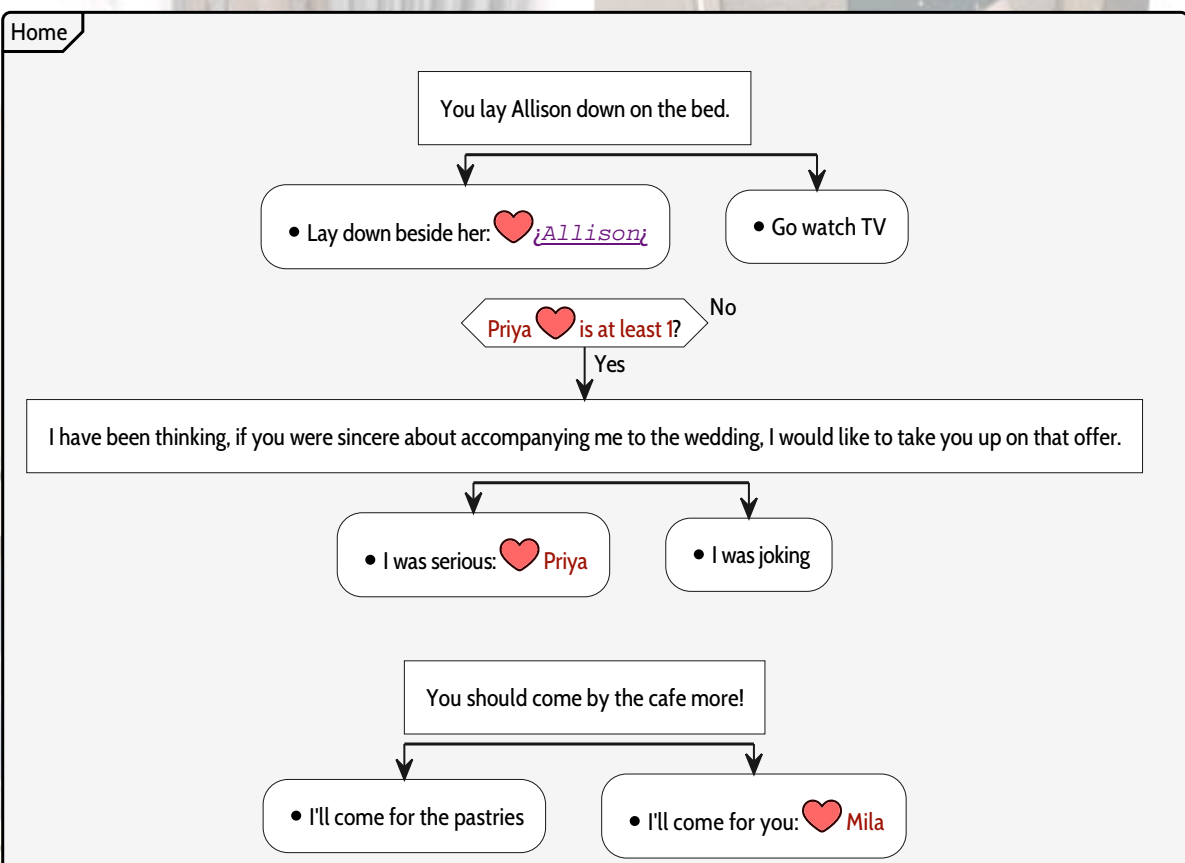 Home
You lay Allison down on the bed.
• Lay down beside her: ¿Allison¿
• Go watch TV
Priya is at least 1?
No
Yes
I have been thinking, if you were sincere about accompanying me to the wedding, I would like to take you up on that offer.
• I was serious: Priya
• I was joking
You should come by the cafe more!
• I'll come for the pastries
• I'll come for you: Mila